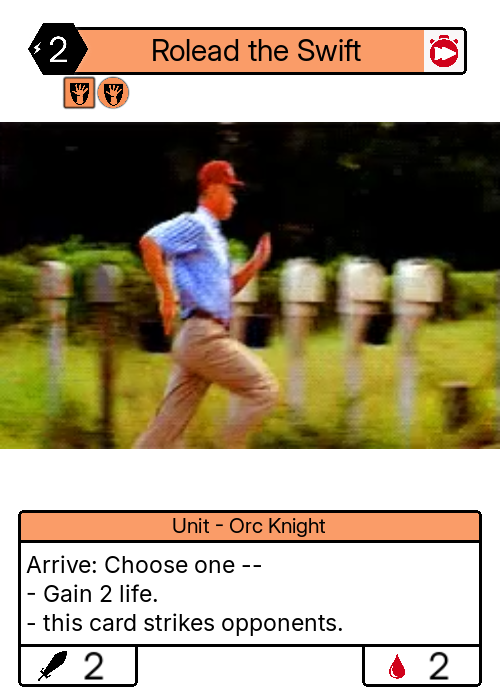 2
Rolead the Swift
Unit - Orc Knight
Arrive: Choose one --
- Gain 2 life.
- this card strikes opponents.
2
2